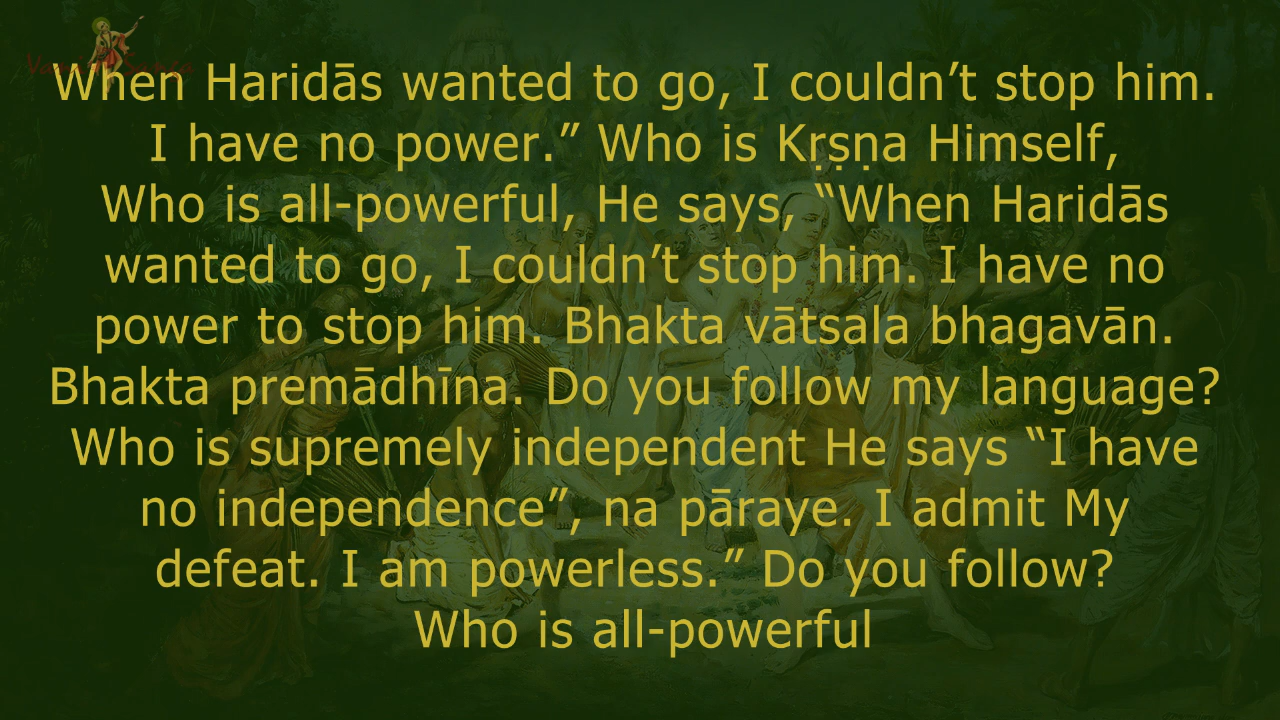 When Haridās wanted to go, I couldn’t stop him.
I have no power.” Who is Kṛṣṇa Himself,
Who is all-powerful, He says, “When Haridās
wanted to go, I couldn’t stop him. I have no
power to stop him. Bhakta vātsala bhagavān.
Bhakta premādhīna. Do you follow my language?
Who is supremely independent He says “I have
no independence”, na pāraye. I admit My
defeat. I am powerless.” Do you follow?
Who is all-powerful